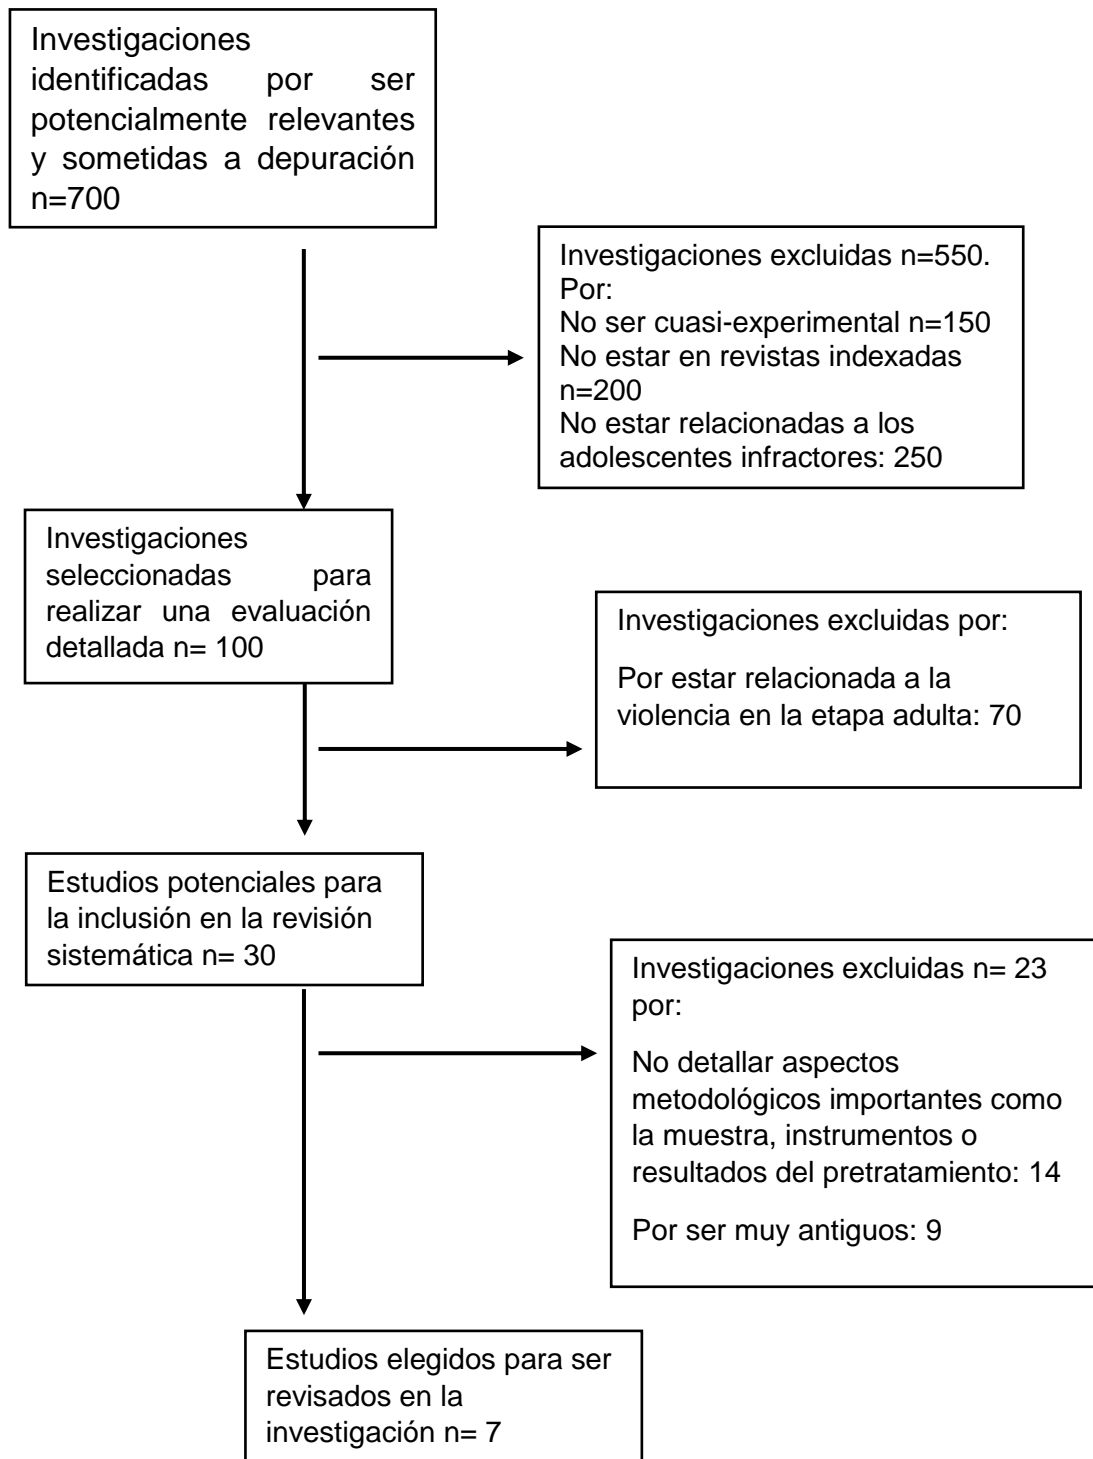 Investigaciones
identificadas por ser
potencialmente relevantes
y sometidas a depuración
n=700
Investigaciones excluidas n=550.
Por:
No ser cuasi-experimental n=150
No estar en revistas indexadas
n=200
No estar relacionadas a los
adolescentes infractores: 250
Investigaciones
seleccionadas para
realizar una evaluación
detallada n= 100
Investigaciones excluidas por:
Por estar relacionada a la
violencia en la etapa adulta: 70
Estudios potenciales para
la inclusión en la revisión
sistemática n= 30
Investigaciones excluidas n= 23
por:
No detallar aspectos
metodológicos importantes como
la muestra, instrumentos o
resultados del pretratamiento: 14
Por ser muy antiguos: 9
Estudios elegidos para ser
revisados en la
investigación n= 7